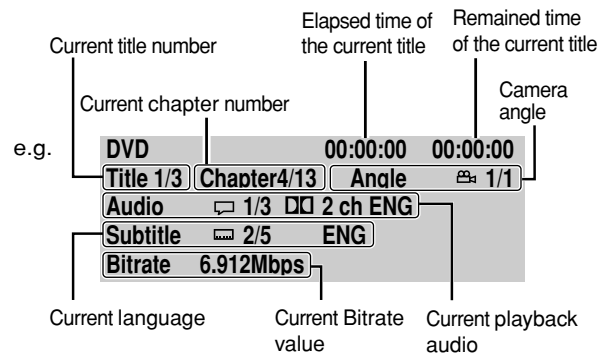 Elapsed time of
the current title
Remained time
of the current title
Current title number
Camera
angle
Current chapter number
e.g.
DVD 00:00:00 00:00:00
Title 1/3 Chapter4/13 Angle 1/1
Audio 1/3 2 ch ENG
Subtitle 2/5 ENG
Bitrate 6.912Mbps
Current language
Current Bitrate
value
Current playback
audio